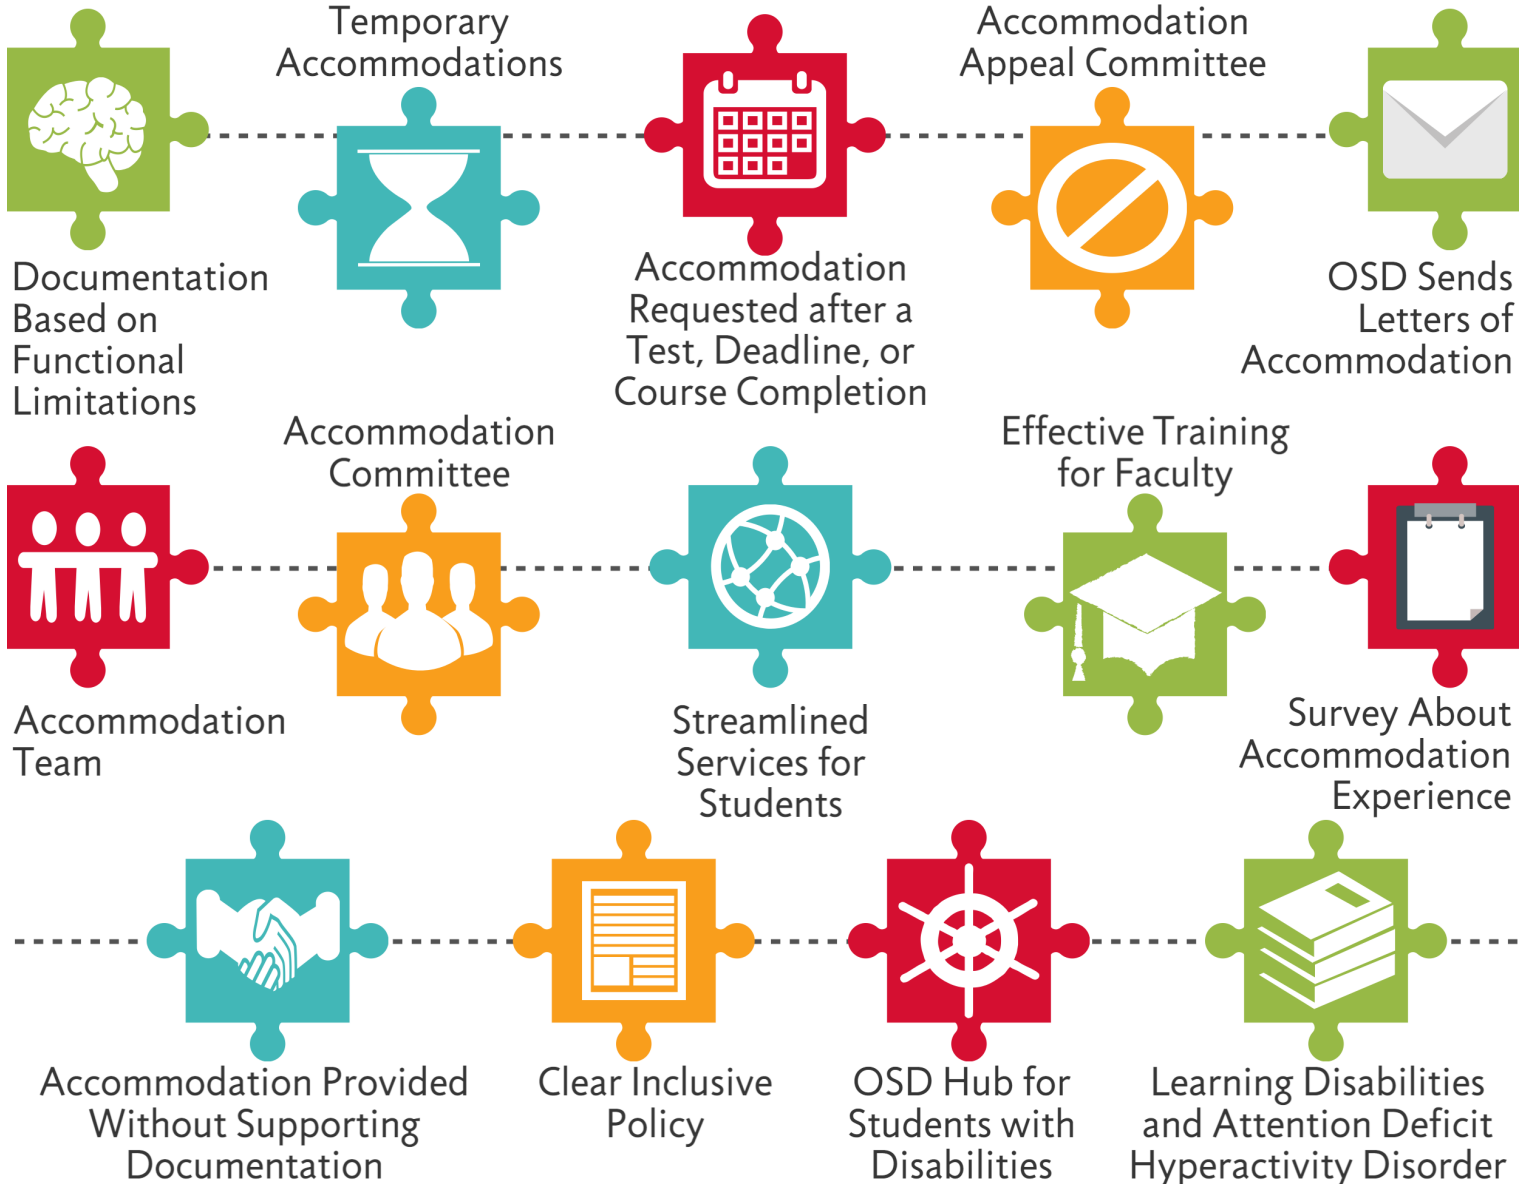 Temporary
Accommodations
Accommodation
Appeal Committee
Documentation
Based on
Functional
Limitations
Accommodation
Requested after a
Test, Deadline, or
Course Completion
OSD Sends
Letters of
Accommodation
Accommodation
Committee
Effective Training
for Faculty
Accommodation
Team
Streamlined
Services for
Students
Survey About
Accommodation
Experience
Accommodation Provided
Without Supporting
Documentation
Clear Inclusive
Policy
OSD Hub for
Students with
Disabilities
Learning Disabilities
and Attention Deficit
Hyperactivity Disorder